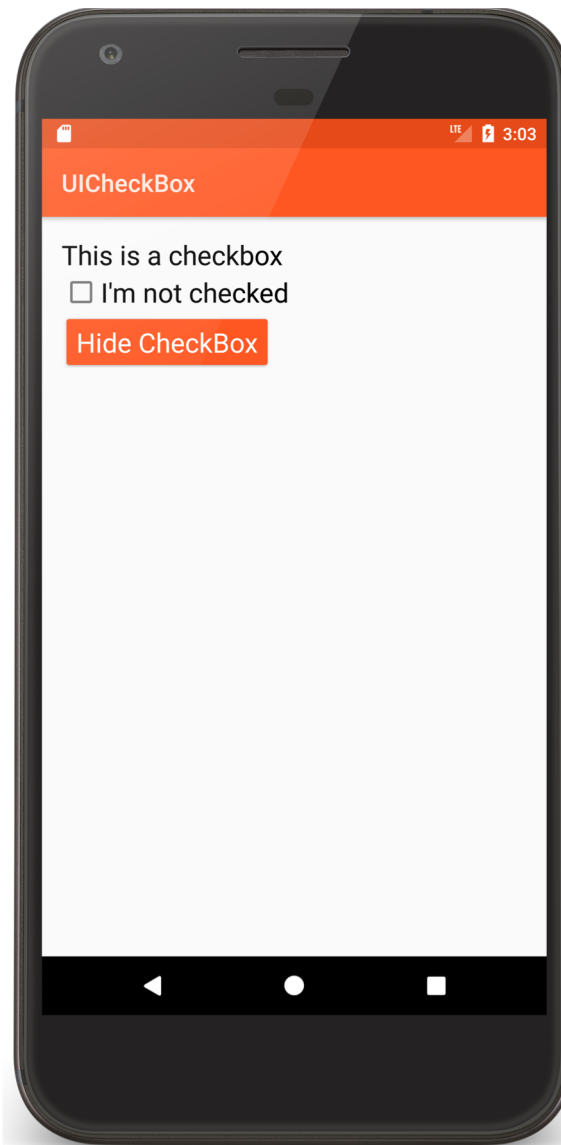 LTE 3:03
UICheckBox
This is a checkbox
I'm not checked
Hide CheckBox